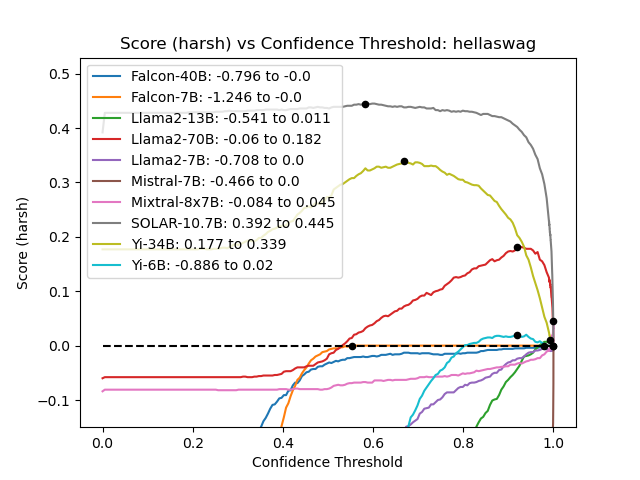 Score (harsh) vs Confidence Threshold: hellaswag
Score (harsh)
0.5
0.4
0.3
0.2
0.1
0.0
−0.1
Falcon-40B: -0.796 to -0.0
Falcon-7B: -1.246 to -0.0
Llama2-13B: -0.541 to 0.011
Llama2-70B: -0.06 to 0.182
Llama2-7B: -0.708 to 0.0
Mistral-7B: -0.466 to 0.0
Mixtral-8x7B: -0.084 to 0.045
SOLAR-10.7B: 0.392 to 0.445
Yi-34B: 0.177 to 0.339
Yi-6B: -0.886 to 0.02
0.0 0.2 0.4 0.6 0.8 1.0
Confidence Threshold